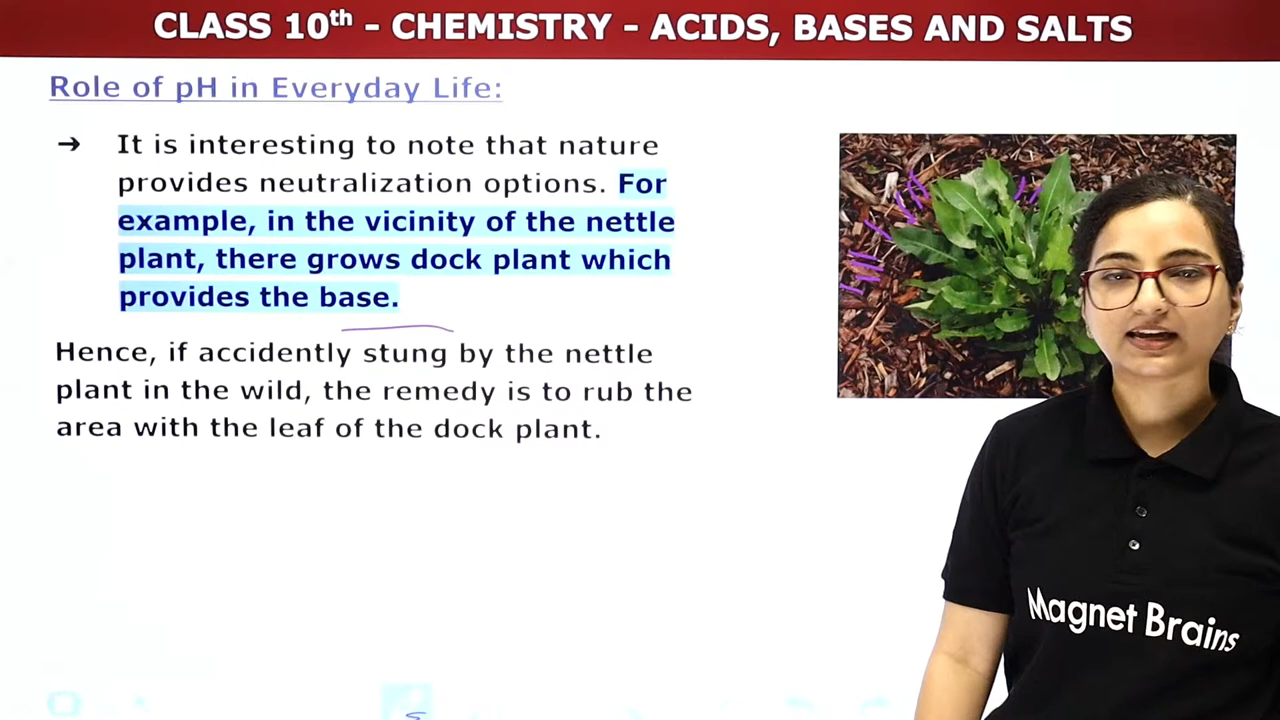 CLASS 10th - CHEMISTRY - ACIDS, BASES AND SALTS
Role of pH in Everyday Life:
➔ It is interesting to note that nature
provides neutralization options. For
example, in the vicinity of the nettle
plant, there grows dock plant which
provides the base.
Hence, if accidently stung by the nettle
plant in the wild, the remedy is to rub the
area with the leaf of the dock plant.
Magnet Brains